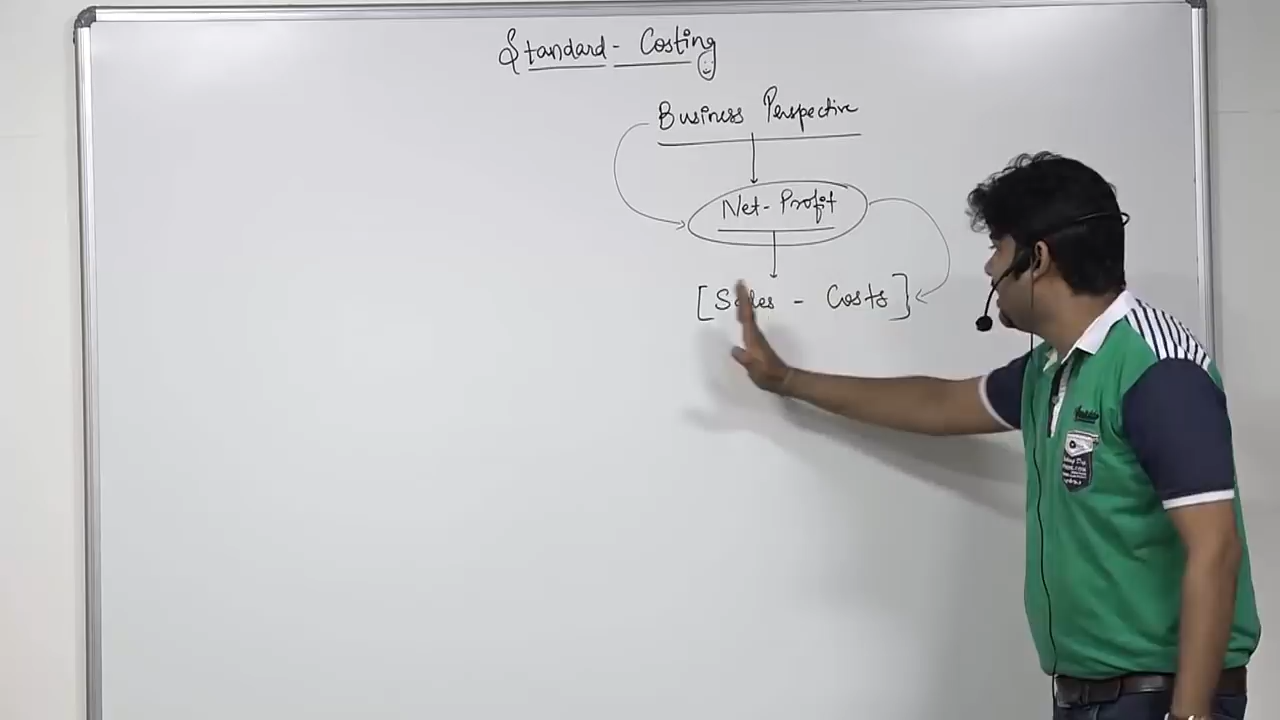 Standard - Costing
Business Perspective
Net - Profit
[Sales - Costs]